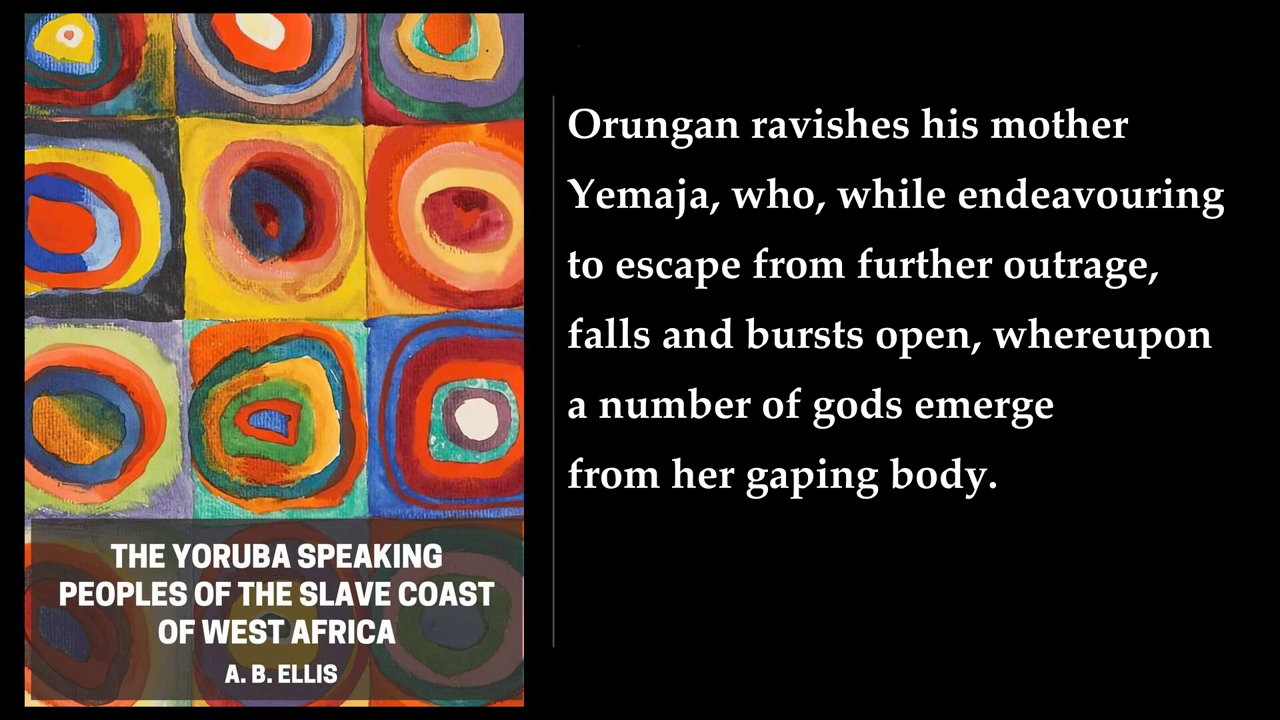 THE YORUBA SPEAKING
PEOPLES OF THE SLAVE COAST
OF WEST AFRICA
A. B. ELLIS
Orungan ravishes his mother
Yemaja, who, while endeavouring
to escape from further outrage,
falls and bursts open, whereupon
a number of gods emerge
from her gaping body.